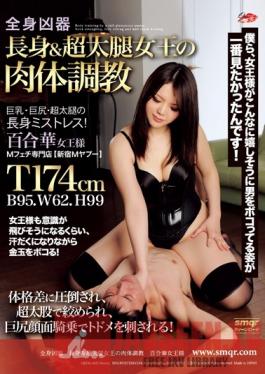 全身凶器
長身&超太腿女王の
肉体調教
僕ら、女王様がこんなに嬉しそうに男をボコってる姿が
一番見たかったんです!
巨乳・巨尻・超太腿の
長身ミストレス!
百合華女王様
Mフェチ専門店【新宿Mヤプー】
T174cm
B95.W62.H99
女王様も意識が
飛びそうになるくらい、
汗だくになりながら
金玉をボコる!
体格差に圧倒され、
超太股で絞められ、
巨尻顔面騎乗でトドメを刺される!
smqr
www.smqr.com